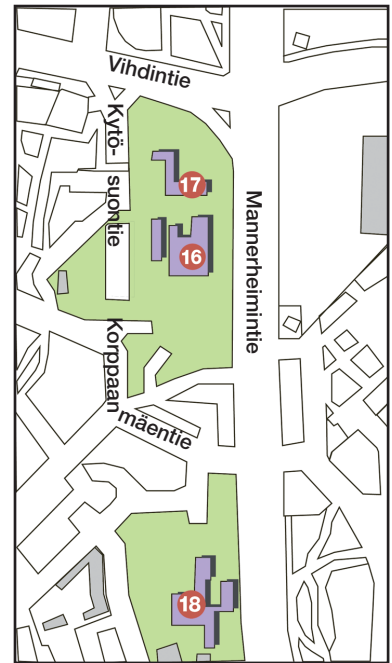 Vihdintie
Kytö-
suontie
17
16
Mannerheimintie
Korppaan
mäentie
18